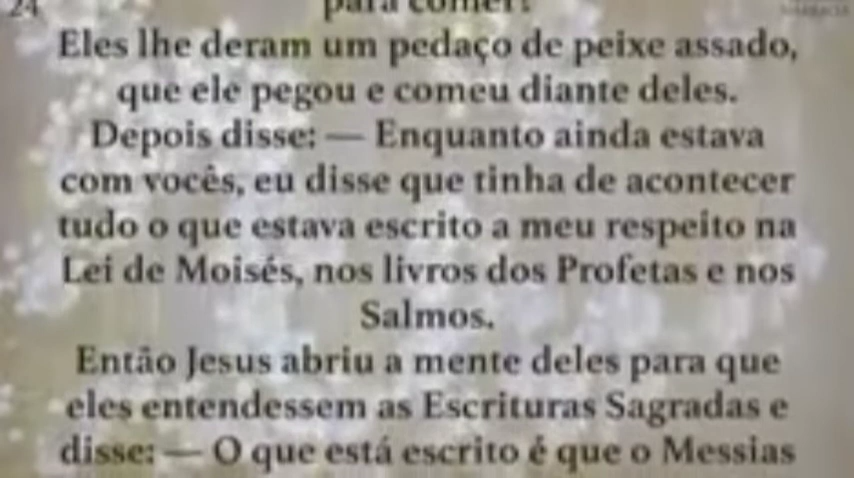 24
para comer?
Eles lhe deram um pedaço de peixe assado,
que ele pegou e comeu diante deles.
Depois disse: — Enquanto ainda estava
com vocês, eu disse que tinha de acontecer
tudo o que estava escrito a meu respeito na
Lei de Moisés, nos livros dos Profetas e nos
Salmos.
Então Jesus abriu a mente deles para que
eles entendessem as Escrituras Sagradas e
disse: — O que está escrito é que o Messias